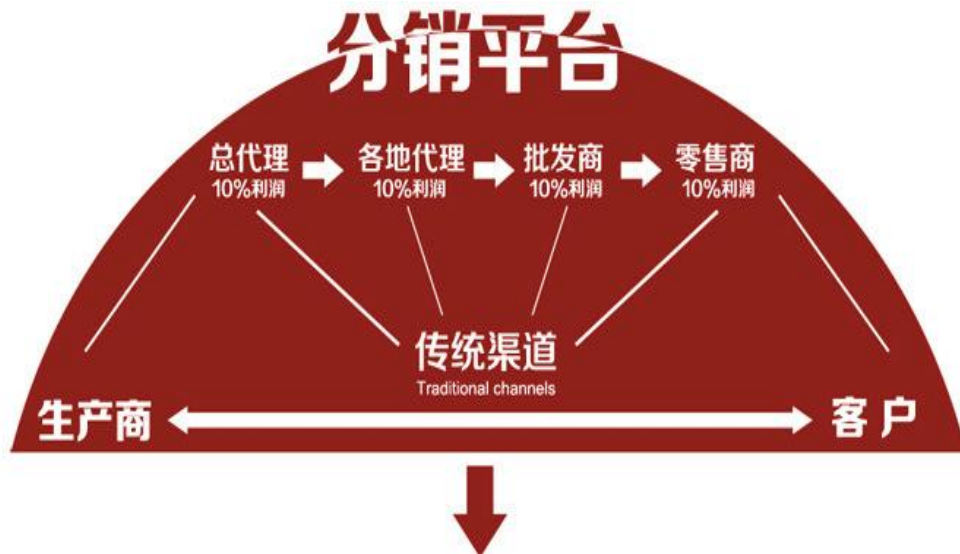 分销平台
总代理 各地代理 批发商 零售商
10%利润 10%利润 10%利润 10%利润
传统渠道
Traditional channels
生产商 客户